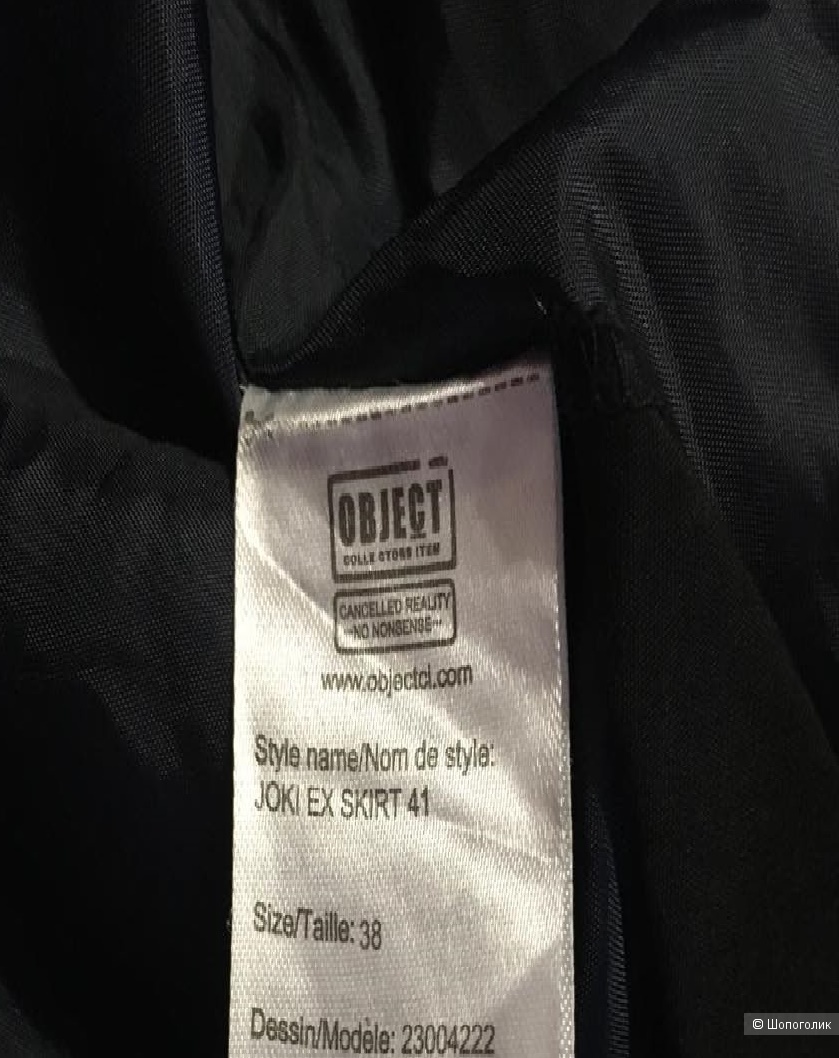 OBJECT
COLLECTORS ITEM
CANCELLED REALITY
--NO NONSENSE--
www.objectcl.com
Style name/Nom de style:
JOKI EX SKIRT 41
Size/Taille: 38
Dessin/Modèle: 23004222
© Шопоголик